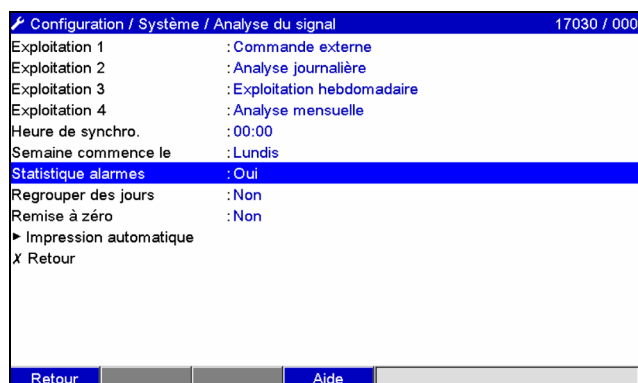 Configuration / Système / Analyse du signal 17030 / 000
Exploitation 1 : Commande externe
Exploitation 2 : Analyse journalière
Exploitation 3 : Exploitation hebdomadaire
Exploitation 4 : Analyse mensuelle
Heure de synchro. : 00:00
Semaine commence le : Lundis
Statistique alarmes : Oui
Regrouper des jours : Non
Remise à zéro : Non
► Impression automatique
X Retour
Retour Aide